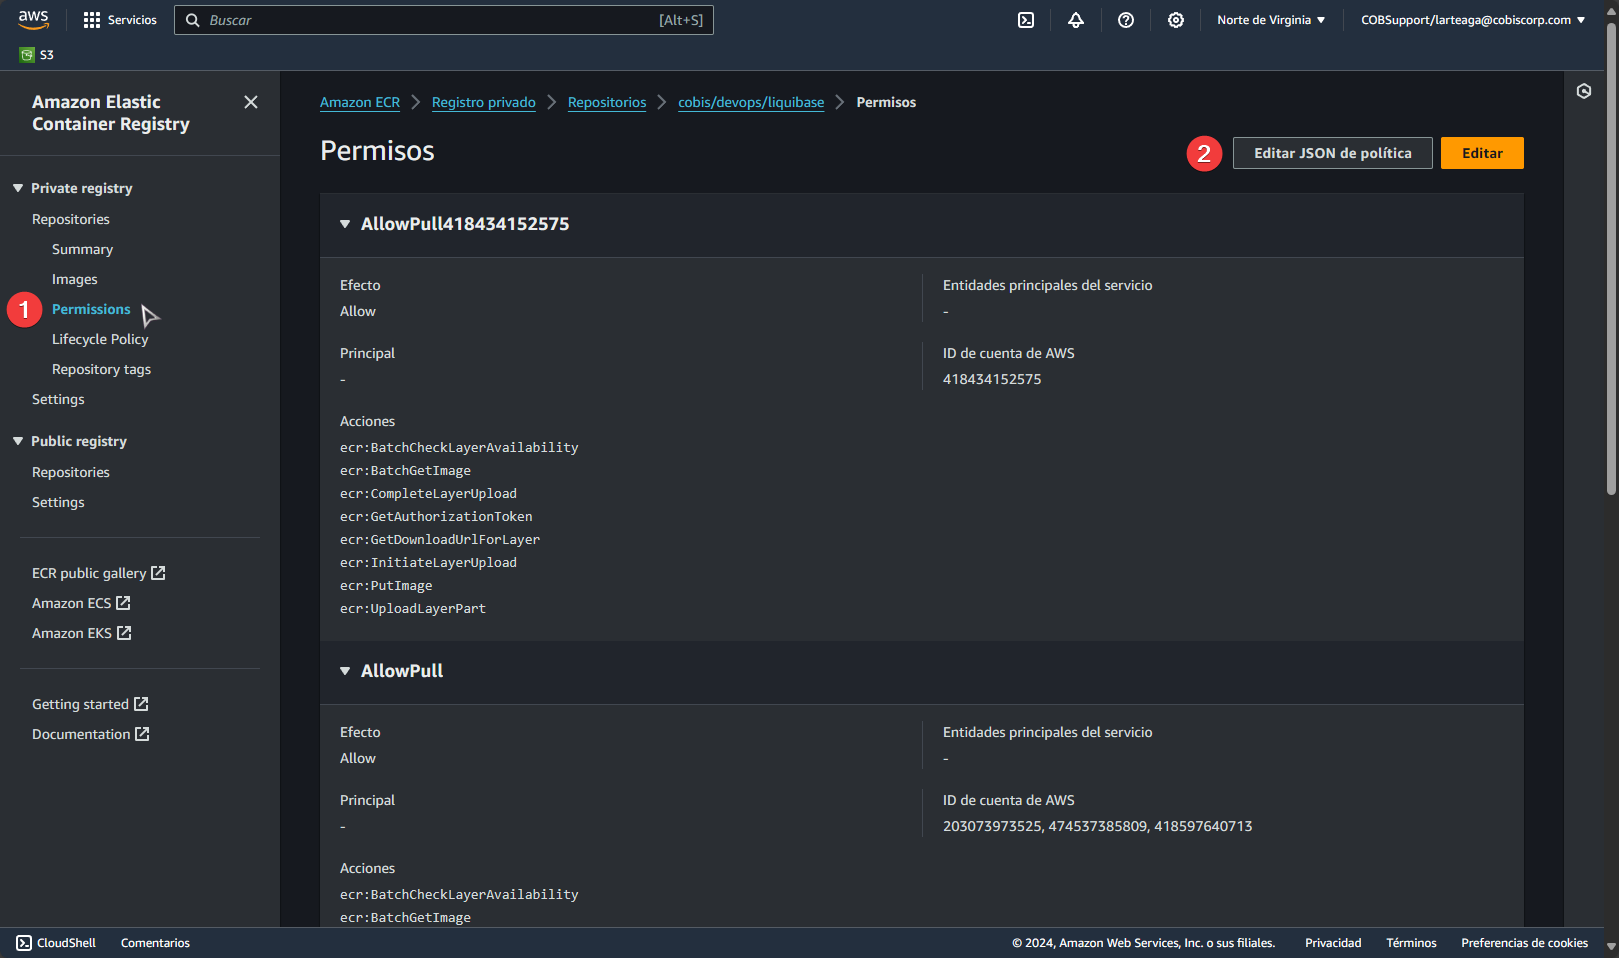 aws
Servicios
Buscar
[Alt+S]
Norte de Virginia
COBSupport/larteaga@cobiscorp.com
S3
Amazon Elastic
Container Registry
Private registry
Repositories
Summary
Images
1
Permissions
Lifecycle Policy
Repository tags
Settings
Public registry
Repositories
Settings
ECR public gallery
Amazon ECS
Amazon EKS
Getting started
Documentation
Amazon ECR
Registro privado
Repositorios
cobis/devops/liquibase
Permisos
Permisos
2
Editar JSON de política
Editar
AllowPull418434152575
Efecto
Allow
Entidades principales del servicio
-
Principal
-
ID de cuenta de AWS
418434152575
Acciones
ecr:BatchCheckLayerAvailability
ecr:BatchGetImage
ecr:CompleteLayerUpload
ecr:GetAuthorizationToken
ecr:GetDownloadUrlForLayer
ecr:InitiateLayerUpload
ecr:PutImage
ecr:UploadLayerPart
AllowPull
Efecto
Allow
Entidades principales del servicio
-
Principal
-
ID de cuenta de AWS
203073973525, 474537385809, 418597640713
Acciones
ecr:BatchCheckLayerAvailability
ecr:BatchGetImage
CloudShell
Comentarios
© 2024, Amazon Web Services, Inc. o sus filiales.
Privacidad
Términos
Preferencias de cookies